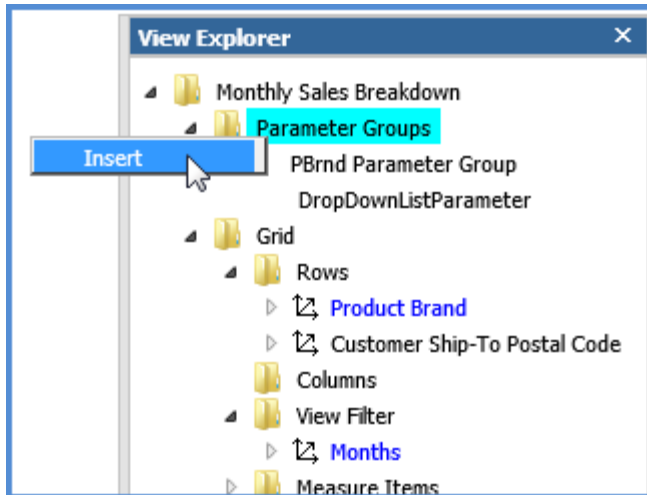 View Explorer
Monthly Sales Breakdown
Parameter Groups
Insert
PBrnd Parameter Group
DropDownListParameter
Grid
Rows
Product Brand
Customer Ship-To Postal Code
Columns
View Filter
Months
Measure Items